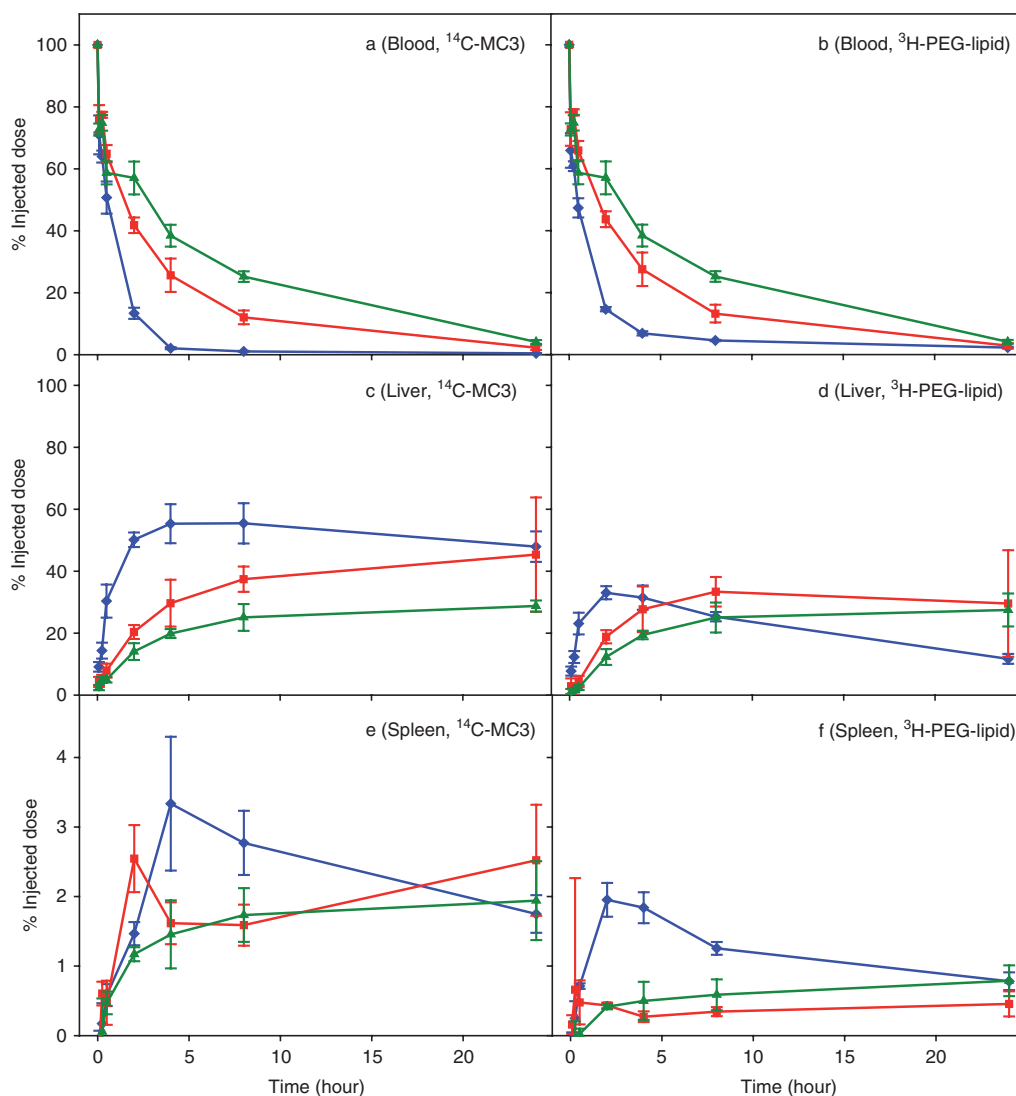 a (Blood, ¹⁴C-MC3)
% Injected dose
100
80
60
40
20
0
b (Blood, ³H-PEG-lipid)
c (Liver, ¹⁴C-MC3)
% Injected dose
100
80
60
40
20
0
d (Liver, ³H-PEG-lipid)
e (Spleen, ¹⁴C-MC3)
% Injected dose
4
3
2
1
0
0 5 10 15 20
Time (hour)
f (Spleen, ³H-PEG-lipid)
0 5 10 15 20
Time (hour)